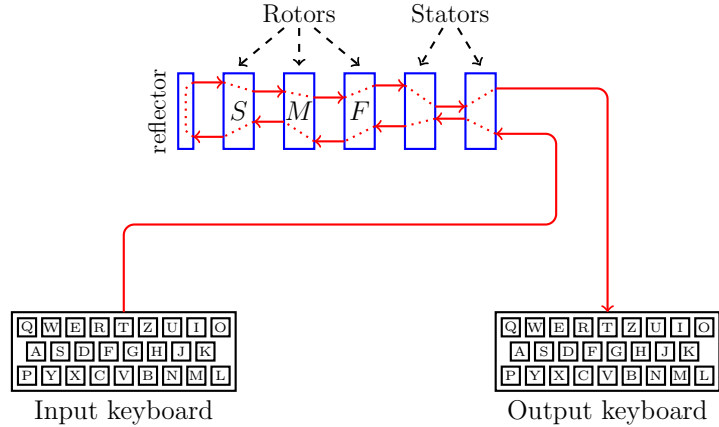 Rotors Stators
reflector
S M F
Q W E R T Z U I O
A S D F G H J K
P Y X C V B N M L
Input keyboard
Q W E R T Z U I O
A S D F G H J K
P Y X C V B N M L
Output keyboard